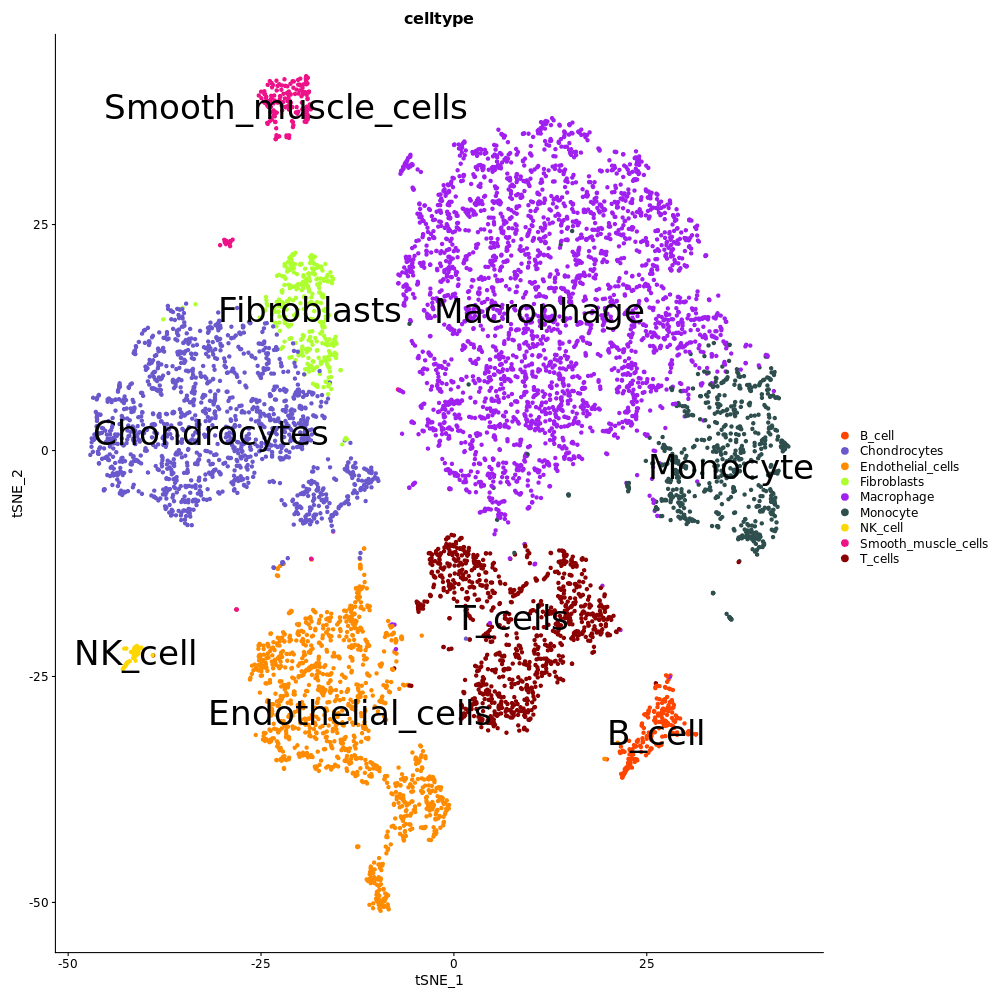 celltype
Smooth_muscle_cells
25
Fibroblasts
Macrophage
Chondrocytes
0
Monocyte
tSNE_2
T_cells
NK_cell
-25
Endothelial_cells
B_cell
-50
-50
-25
0
25
tSNE_1
B_cell
Chondrocytes
Endothelial_cells
Fibroblasts
Macrophage
Monocyte
NK_cell
Smooth_muscle_cells
T_cells